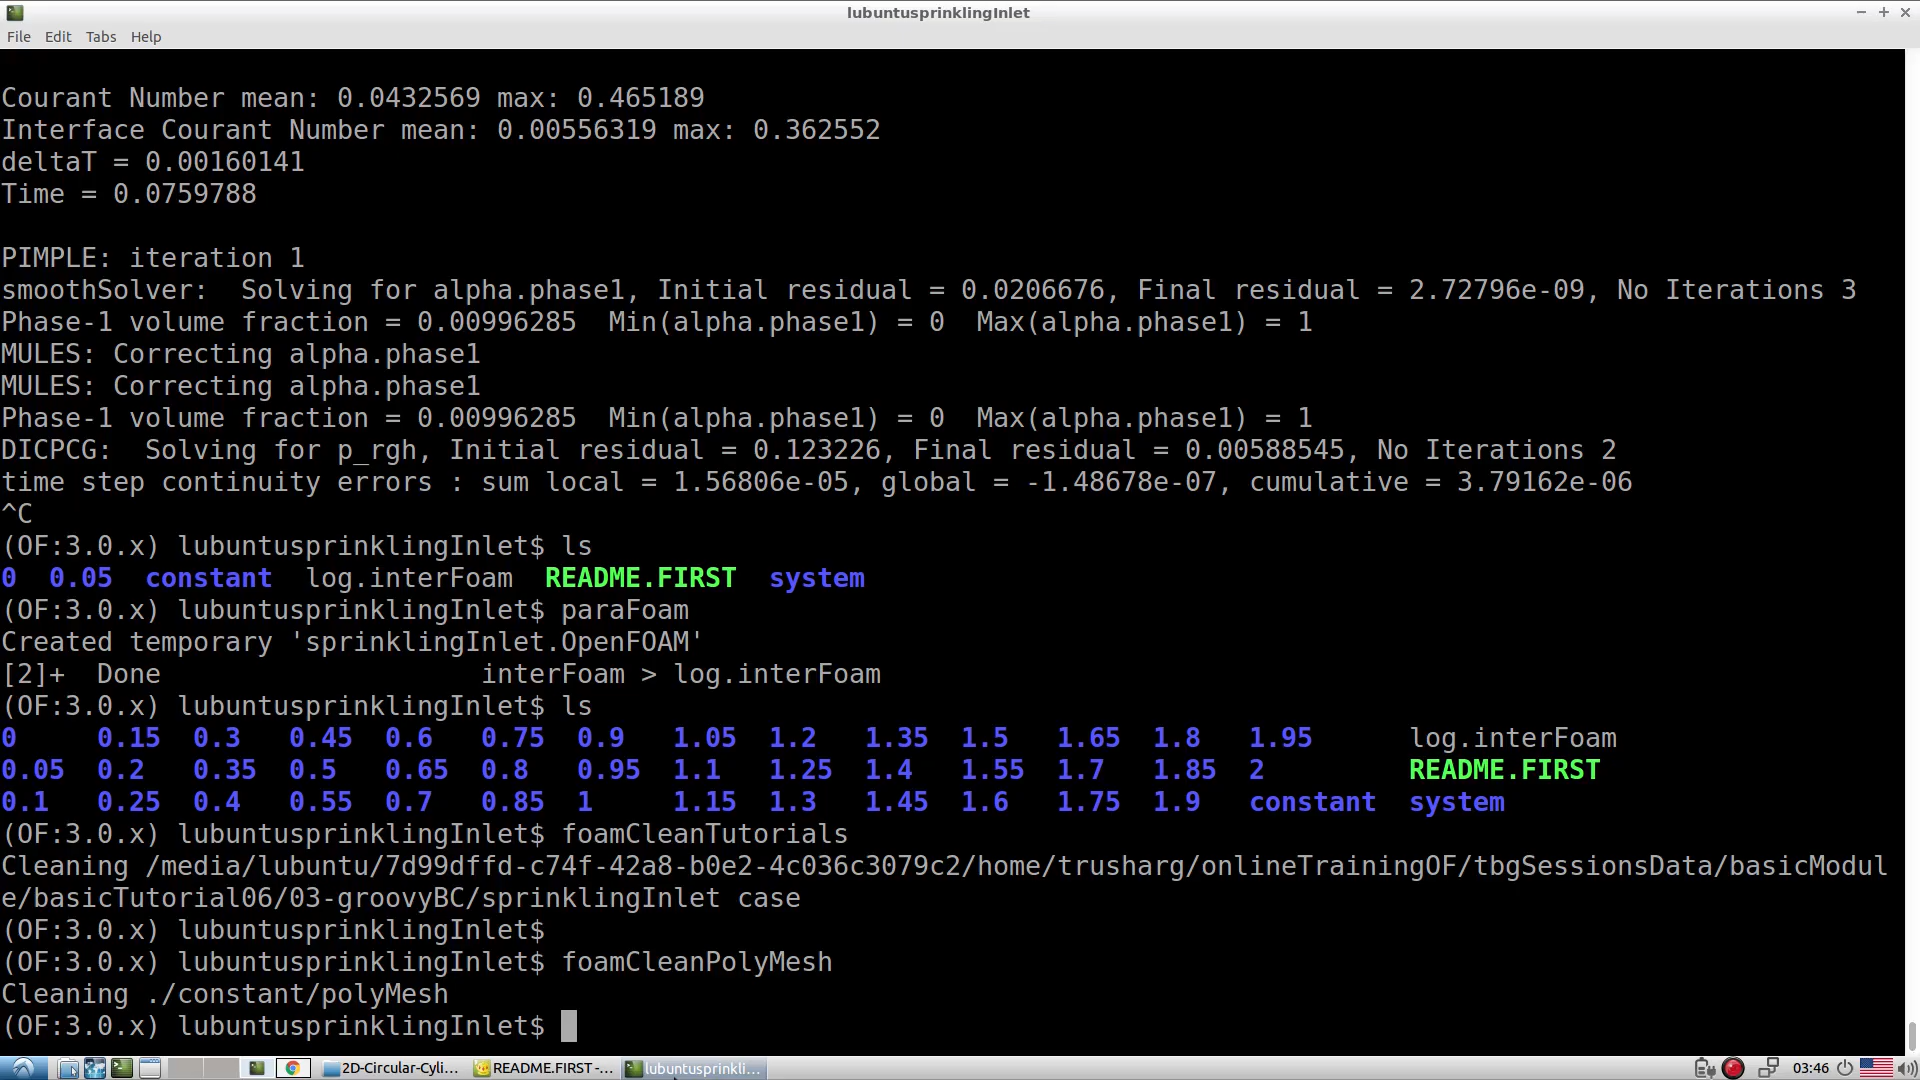 lubuntusprinklingInlet
File Edit Tabs Help
Courant Number mean: 0.0432569 max: 0.465189
Interface Courant Number mean: 0.00556319 max: 0.362552
deltaT = 0.00160141
Time = 0.0759788
PIMPLE: iteration 1
smoothSolver:  Solving for alpha.phase1, Initial residual = 0.0206676, Final residual = 2.72796e-09, No Iterations 3
Phase-1 volume fraction = 0.00996285  Min(alpha.phase1) = 0  Max(alpha.phase1) = 1
MULES: Correcting alpha.phase1
MULES: Correcting alpha.phase1
Phase-1 volume fraction = 0.00996285  Min(alpha.phase1) = 0  Max(alpha.phase1) = 1
DICPCG:  Solving for p_rgh, Initial residual = 0.123226, Final residual = 0.00588545, No Iterations 2
time step continuity errors : sum local = 1.56806e-05, global = -1.48678e-07, cumulative = 3.79162e-06
^C
(OF:3.0.x) lubuntusprinklingInlet$ ls
0  0.05  constant  log.interFoam  README.FIRST  system
(OF:3.0.x) lubuntusprinklingInlet$ paraFoam
Created temporary 'sprinklingInlet.OpenFOAM'
[2]+  Done                    interFoam > log.interFoam
(OF:3.0.x) lubuntusprinklingInlet$ ls
0     0.15  0.3   0.45  0.6   0.75  0.9   1.05  1.2   1.35  1.5   1.65  1.8   1.95      log.interFoam
0.05  0.2   0.35  0.5   0.65  0.8   0.95  1.1   1.25  1.4   1.55  1.7   1.85  2         README.FIRST
0.1   0.25  0.4   0.55  0.7   0.85  1     1.15  1.3   1.45  1.6   1.75  1.9   constant  system
(OF:3.0.x) lubuntusprinklingInlet$ foamCleanTutorials
Cleaning /media/lubuntu/7d99dffd-c74f-42a8-b0e2-4c036c3079c2/home/trusharg/onlineTrainingOF/tbgSessionsData/basicModul
e/basicTutorial06/03-groovyBC/sprinklingInlet case
(OF:3.0.x) lubuntusprinklingInlet$
(OF:3.0.x) lubuntusprinklingInlet$ foamCleanPolyMesh
Cleaning ./constant/polyMesh
(OF:3.0.x) lubuntusprinklingInlet$
2D-Circular-Cyli... README.FIRST -... lubuntusprinkli... 03:46